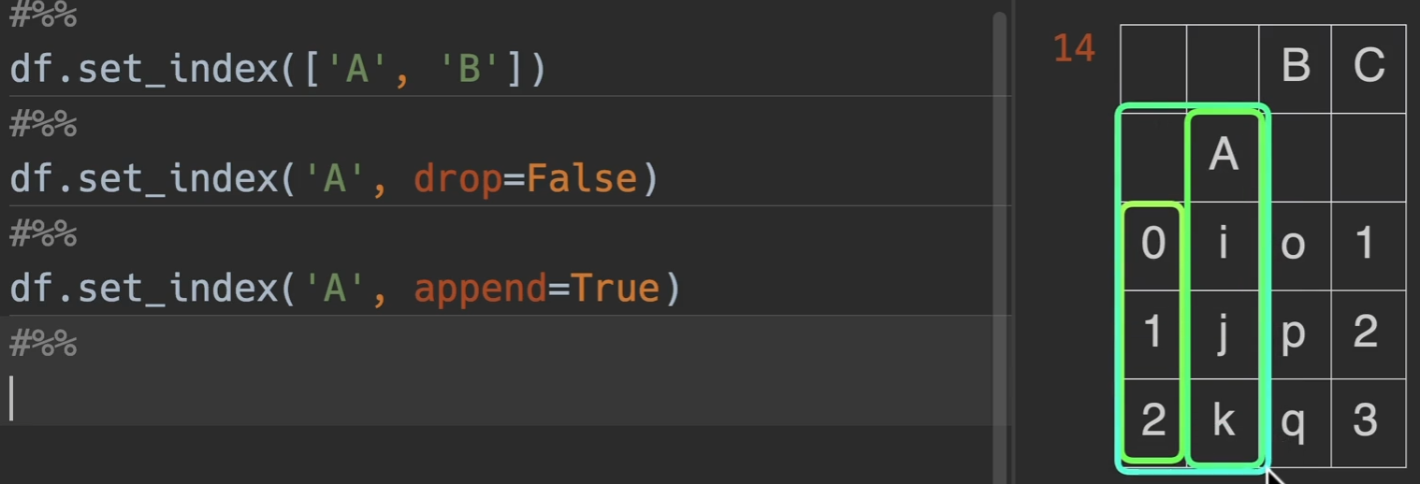 #%%
df.set_index(['A', 'B'])
#%%
df.set_index('A', drop=False)
#%%
df.set_index('A', append=True)
#%%
14
B C
A
0 i o 1
1 j p 2
2 k q 3